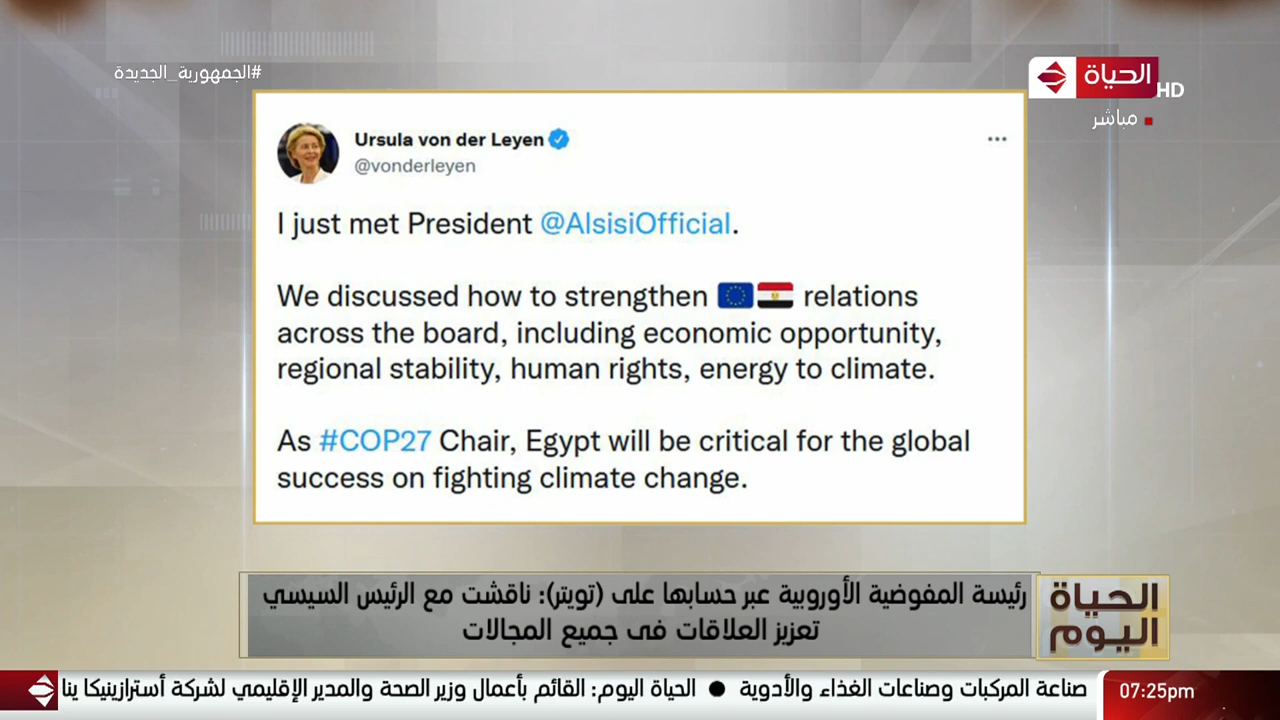 #الجمهورية_الجديدة
الحياة
HD
مباشر
Ursula von der Leyen
@vonderleyen
I just met President @AlsisiOfficial.
We discussed how to strengthen 🇪🇺🇪🇬 relations
across the board, including economic opportunity,
regional stability, human rights, energy to climate.
As #COP27 Chair, Egypt will be critical for the global
success on fighting climate change.
رئيسة المفوضية الأوروبية عبر حسابها على (تويتر): ناقشت مع الرئيس السيسي
تعزيز العلاقات فى جميع المجالات
الحياة
اليوم
07:25pm
صناعة المركبات وصناعات الغذاء والأدوية ● الحياة اليوم: القائم بأعمال وزير الصحة والمدير الإقليمي لشركة أسترازينيكا ينا